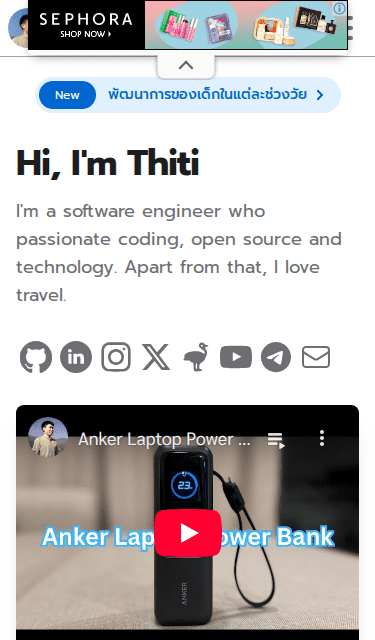 SEPHORA
SHOP NOW
New
พัฒนาการของเด็กในแต่ละช่วงวัย
Hi, I'm Thiti
I'm a software engineer who
passionate coding, open source and
technology. Apart from that, I love
travel.
Anker Laptop Power ...
23
Anker Lap ower Bank
ANKER